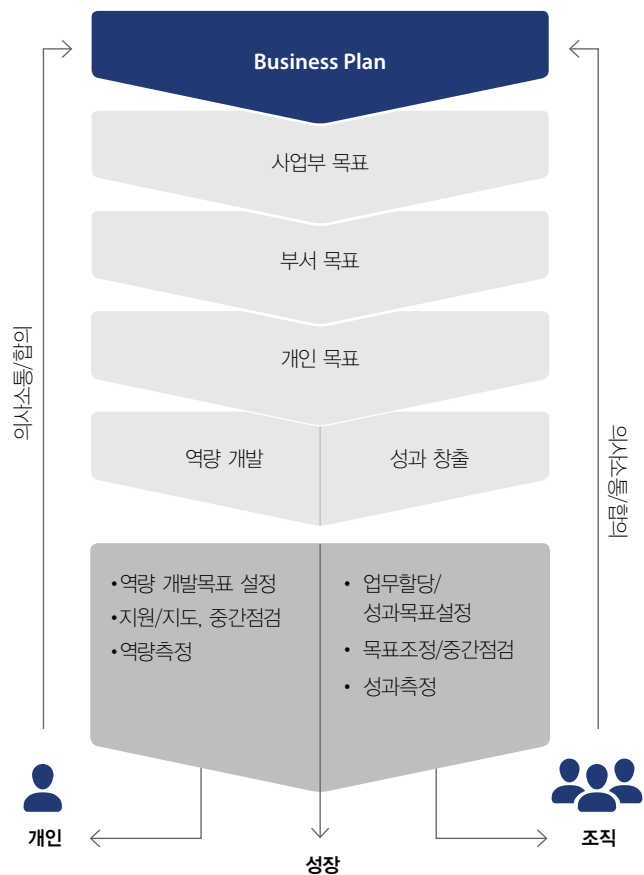 Business Plan
사업부 목표
부서 목표
개인 목표
역량 개발
성과 창출
•역량 개발목표 설정
•지원/지도, 중간점검
•역량측정
• 업무할당/
성과목표설정
• 목표조정/중간점검
• 성과측정
의사소통/합의
의사소통/합의
개인
성장
조직